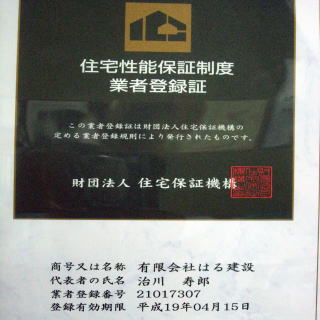 住宅性能保証制度
業者登録証
この業者登録証は財団法人住宅保証機構の
定める業者登録規則により発行されたものです。
財団法人 住宅保証機構
商号又は名称 有限会社はる建設
代表者の氏名 治川 寿郎
業者登録番号 21017307
登録有効期限 平成19年04月15日